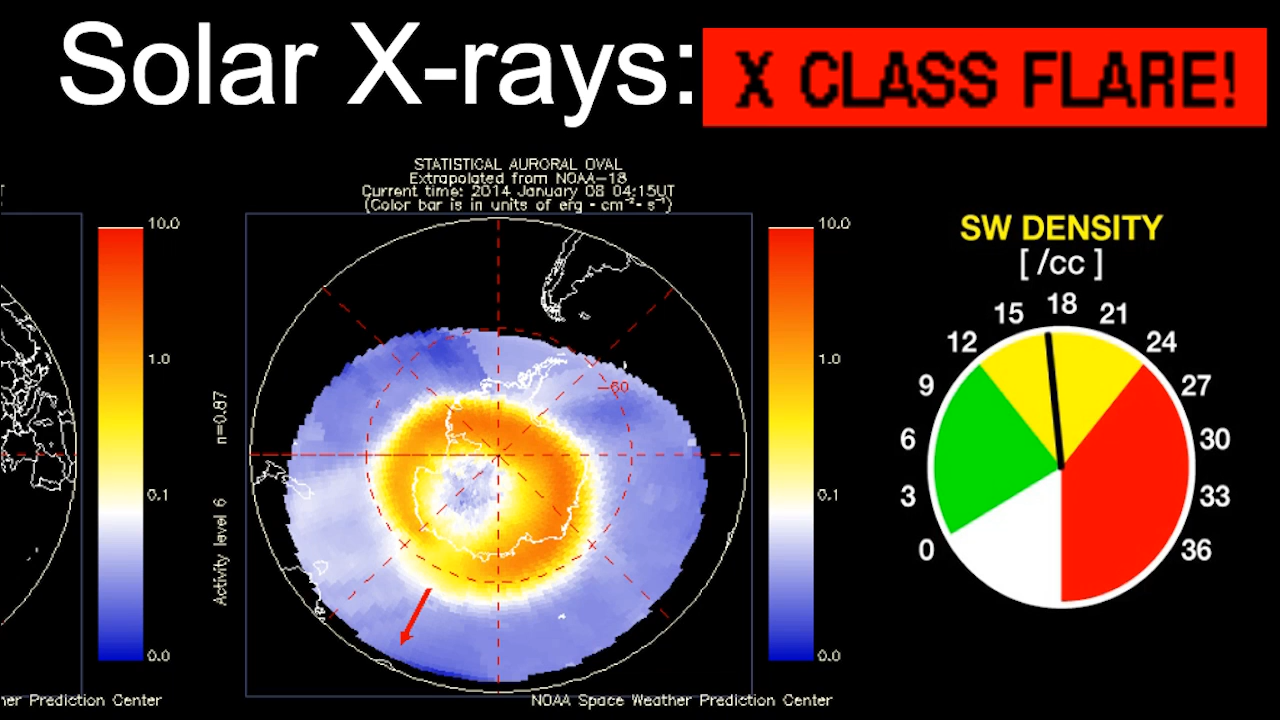 Solar X-rays: X CLASS FLARE!
STATISTICAL AURORAL OVAL
Extrapolated from NOAA-18
Current time: 2014 January 08 04:15UT
(Color bar is in units of erg - cm⁻² - s⁻¹)
T
10.0
1.0
0.1
0.0
n=0.87
Activity level 6
-60
10.0
1.0
0.1
0.0
her Prediction Center
NOAA Space Weather Prediction Center
SW DENSITY
[ /cc ]
0
3
6
9
12
15
18
21
24
27
30
33
36